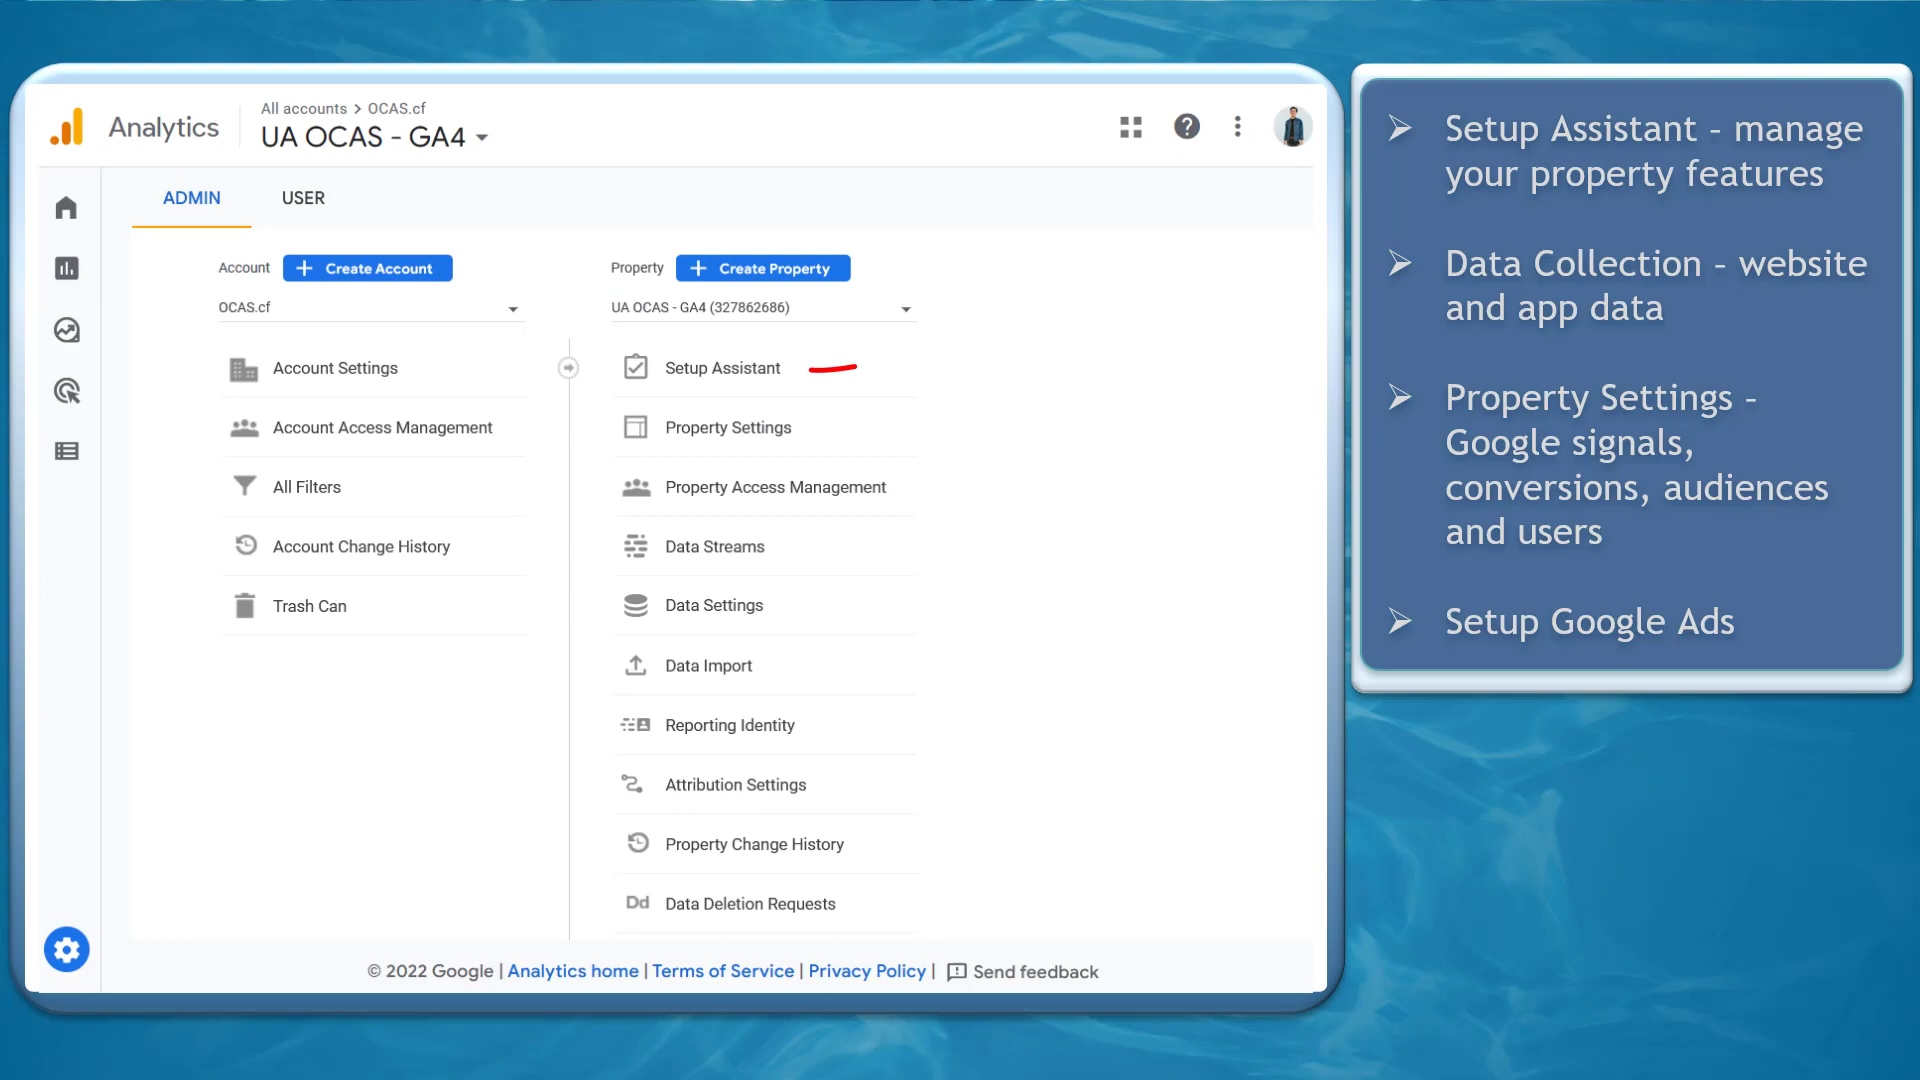 Analytics
All accounts > OCAS.cf
UA OCAS - GA4
ADMIN
USER
Account
+ Create Account
OCAS.cf
Account Settings
Account Access Management
All Filters
Account Change History
Trash Can
Property
+ Create Property
UA OCAS - GA4 (327862686)
Setup Assistant
Property Settings
Property Access Management
Data Streams
Data Settings
Data Import
Reporting Identity
Attribution Settings
Property Change History
Dd Data Deletion Requests
© 2022 Google | Analytics home | Terms of Service | Privacy Policy | Send feedback
Setup Assistant – manage
your property features
Data Collection – website
and app data
Property Settings –
Google signals,
conversions, audiences
and users
Setup Google Ads